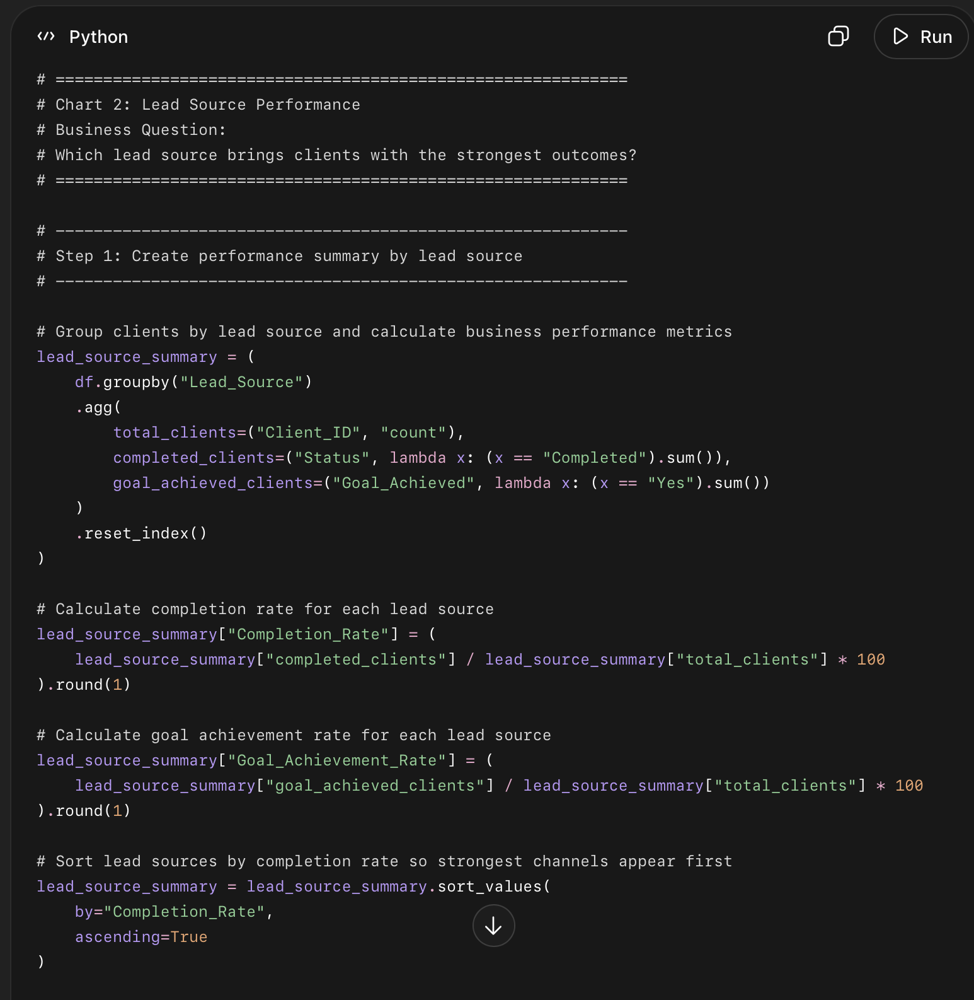 Python
Run
# ============================================================
# Chart 2: Lead Source Performance
# Business Question:
# Which lead source brings clients with the strongest outcomes?
# ============================================================

# ------------------------------------------------------------
# Step 1: Create performance summary by lead source
# ------------------------------------------------------------

# Group clients by lead source and calculate business performance metrics
lead_source_summary = (
    df.groupby("Lead_Source")
    .agg(
        total_clients=("Client_ID", "count"),
        completed_clients=("Status", lambda x: (x == "Completed").sum()),
        goal_achieved_clients=("Goal_Achieved", lambda x: (x == "Yes").sum())
    )
    .reset_index()
)

# Calculate completion rate for each lead source
lead_source_summary["Completion_Rate"] = (
    lead_source_summary["completed_clients"] / lead_source_summary["total_clients"] * 100
).round(1)

# Calculate goal achievement rate for each lead source
lead_source_summary["Goal_Achievement_Rate"] = (
    lead_source_summary["goal_achieved_clients"] / lead_source_summary["total_clients"] * 100
).round(1)

# Sort lead sources by completion rate so strongest channels appear first
lead_source_summary = lead_source_summary.sort_values(
    by="Completion_Rate",
    ascending=True
)